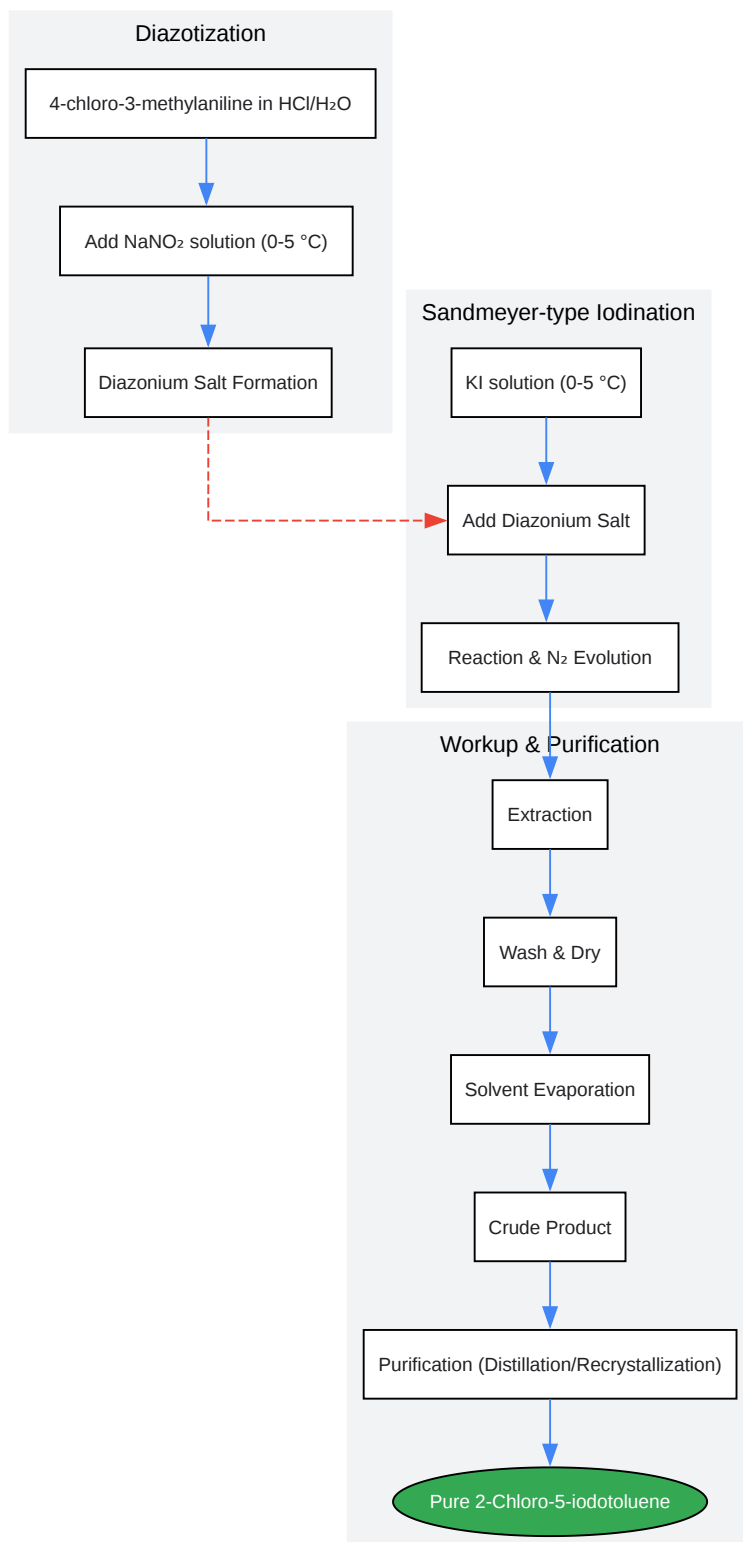 Diazotization
4-chloro-3-methylaniline in HCl/H₂O
Add NaNO₂ solution (0-5 °C)
Diazonium Salt Formation
Sandmeyer-type Iodination
KI solution (0-5 °C)
Add Diazonium Salt
Reaction & N₂ Evolution
Workup & Purification
Extraction
Wash & Dry
Solvent Evaporation
Crude Product
Purification (Distillation/Recrystallization)
Pure 2-Chloro-5-iodotoluene